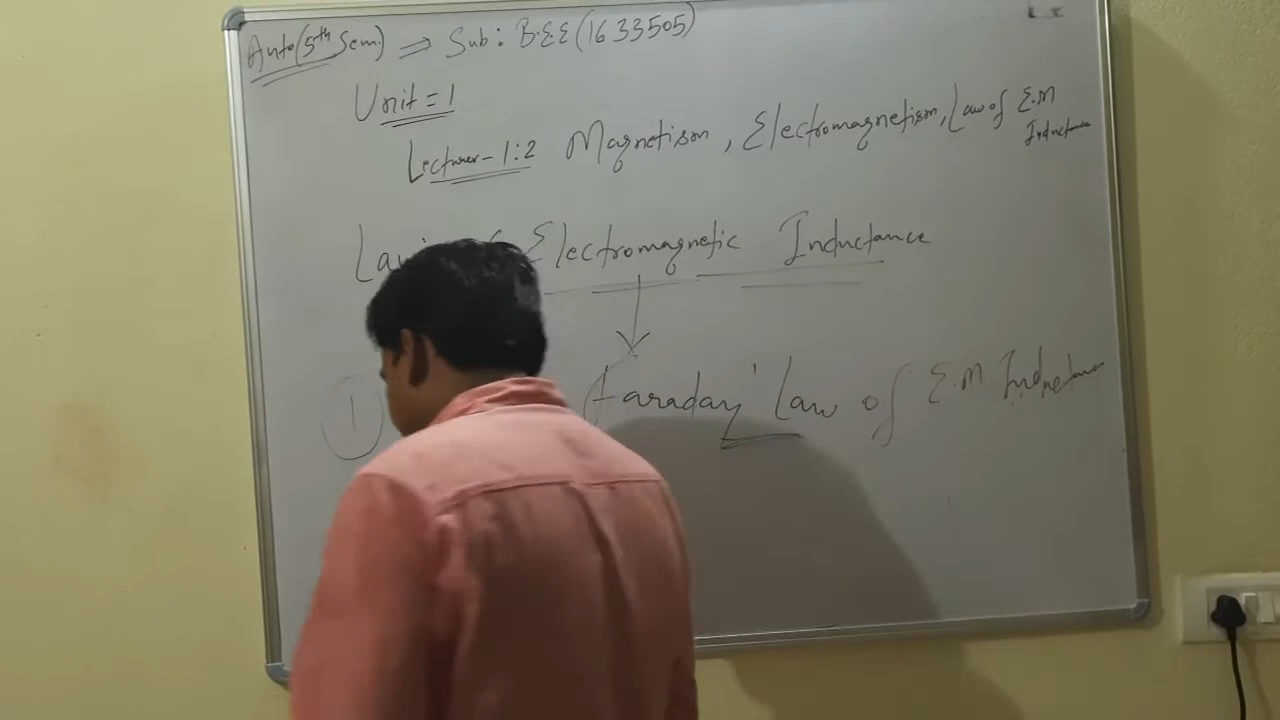 Auto (5th Sem.) ⇒ Sub: B.E.E (1633505)
Unit = 1
Lecturer - 1:2 Magnetism, Electromagnetism, Law of E.M
Inductance
Electromagnetic Inductance
① Faraday' Law of E.M Inductance